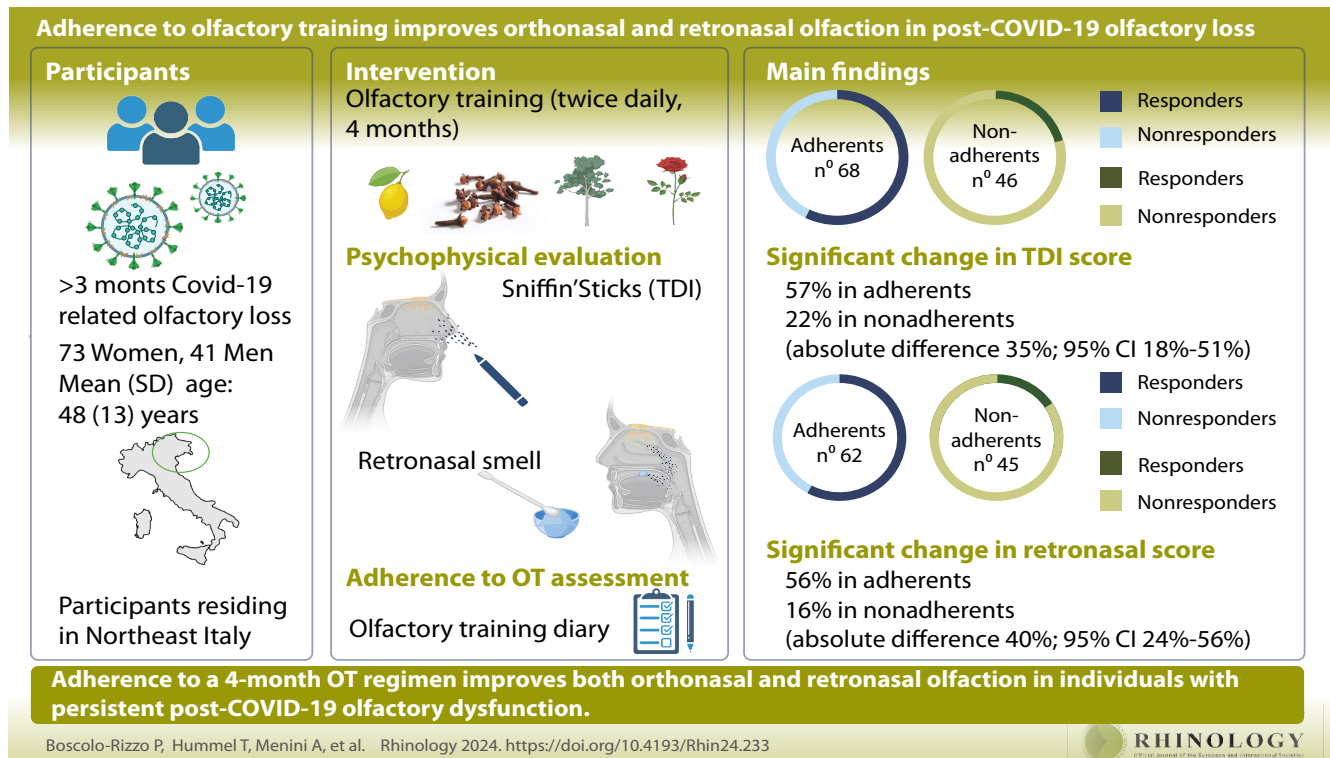 Adherence to olfactory training improves orthonasal and retronasal olfaction in post-COVID-19 olfactory loss
Participants
>3 monts Covid-19
related olfactory loss
73 Women, 41 Men
Mean (SD) age:
48 (13) years
Participants residing
in Northeast Italy
Intervention
Olfactory training (twice daily,
4 months)
Psychophysical evaluation
Sniffin'Sticks (TDI)
Retronasal smell
Adherence to OT assessment
Olfactory training diary
Main findings
Adherents
nº 68
Non-
adherents
nº 46
Responders
Nonresponders
Responders
Nonresponders
Significant change in TDI score
57% in adherents
22% in nonadherents
(absolute difference 35%; 95% CI 18%-51%)
Adherents
nº 62
Non-
adherents
nº 45
Responders
Nonresponders
Responders
Nonresponders
Significant change in retronasal score
56% in adherents
16% in nonadherents
(absolute difference 40%; 95% CI 24%-56%)
Adherence to a 4-month OT regimen improves both orthonasal and retronasal olfaction in individuals with
persistent post-COVID-19 olfactory dysfunction.
Boscolo-Rizzo P, Hummel T, Menini A, et al. Rhinology 2024. https://doi.org/10.4193/Rhin24.233
RHINOLOGY
Official Journal of the European and International Societies